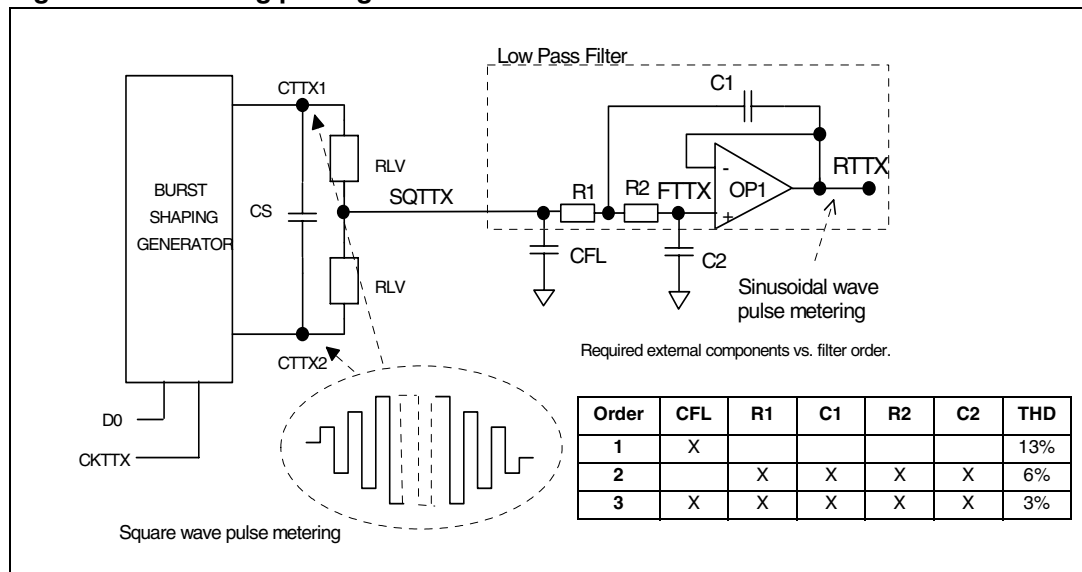 Low Pass Filter
CTTX1
C1
RLV
BURST
SHAPING
GENERATOR
CS
SQTTX
R1
R2
FTTX
-
+
OP1
RTTX
CFL
C2
RLV
Sinusoidal wave
pulse metering
CTTX2
Required external components vs. filter order.
D0
CKTTX
Order CFL R1 C1 R2 C2 THD
1 X 13%
2 X X X X 6%
3 X X X X X 3%
Square wave pulse metering